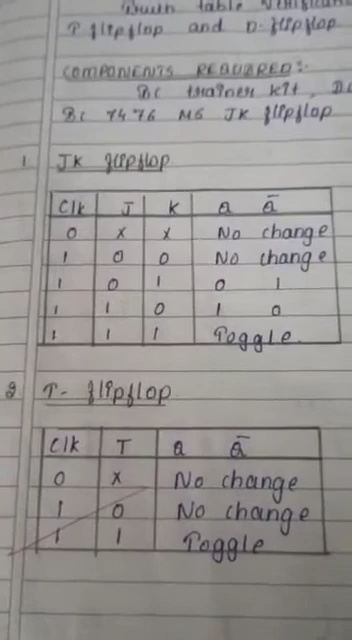 Truth table
T flipflop and D-flipflop
COMPONENTS REQUIRED:-
trainer kit,
7476 MS JK flipflop
1 JK flipflop
Clk J K Q Q̄
0 x x No change
1 0 0 No change
1 0 1 0 1
1 1 0 1 0
1 1 1 Toggle.
2 T- flipflop
Clk T Q Q̄
0 x No change
1 0 No change
1 1 Toggle